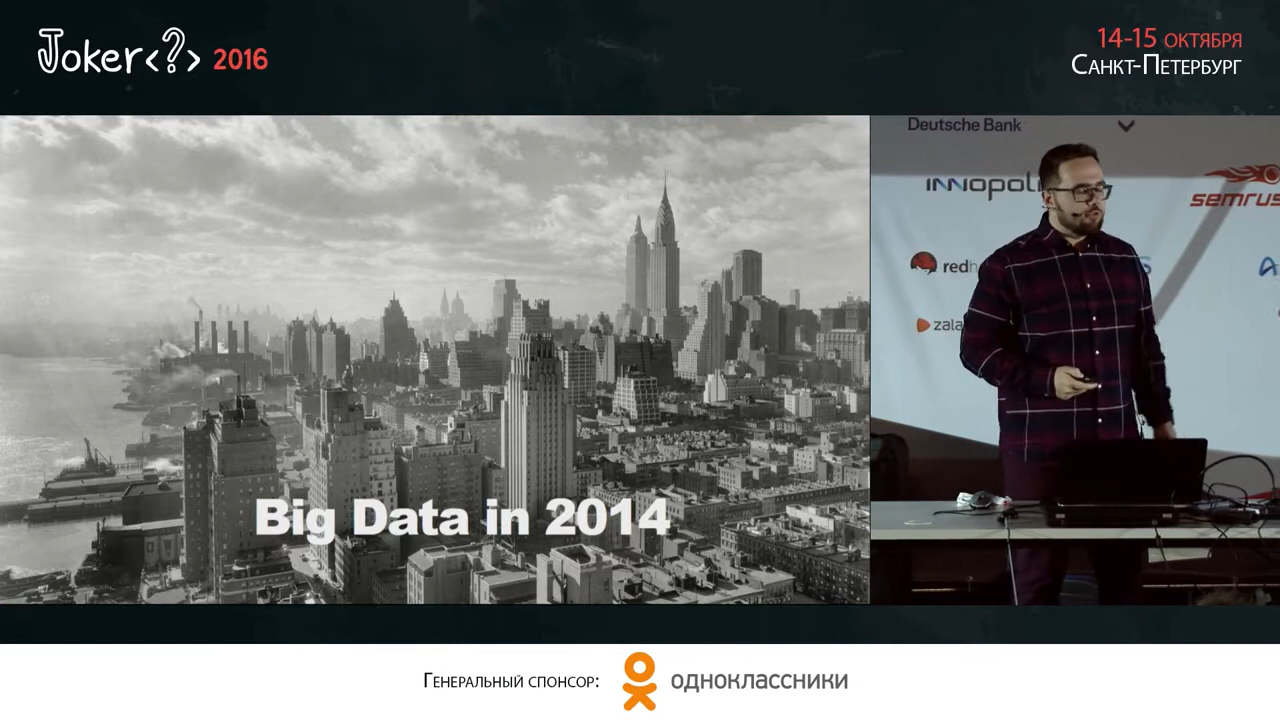 Joker<?> 2016
14-15 октября
Санкт-Петербург
Deutsche Bank
innopoli
semrus
redh
zala
Big Data in 2014
Генеральный спонсор:
одноклассники